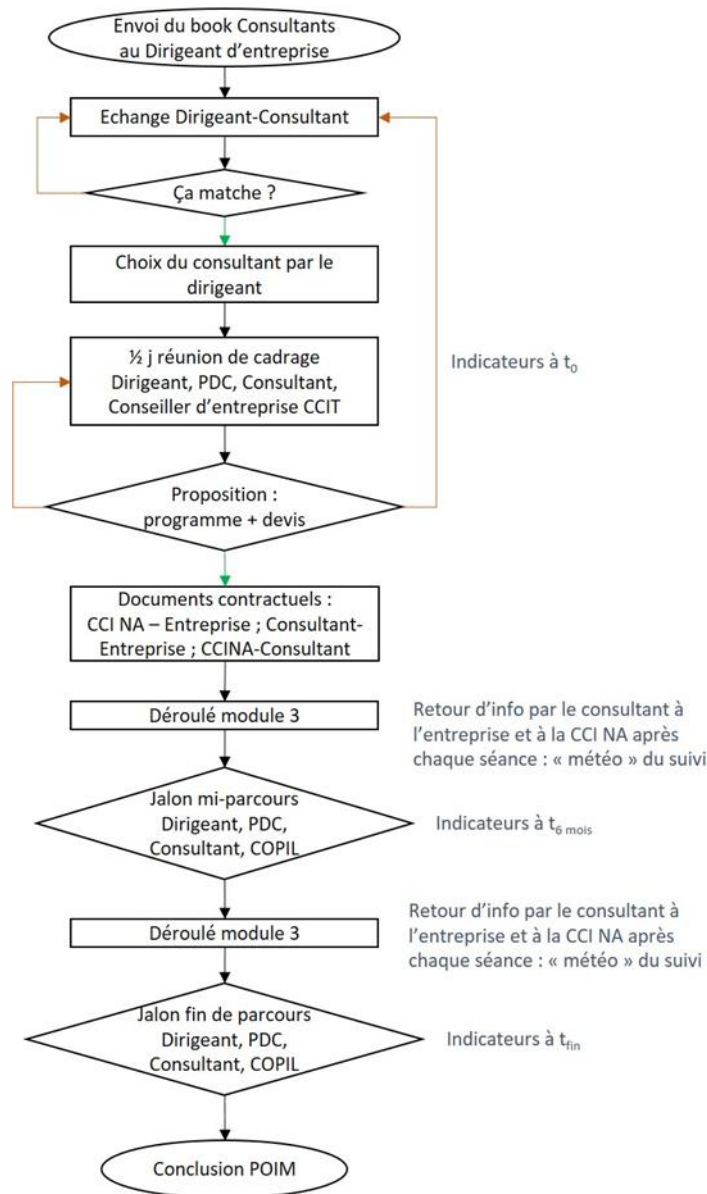 Envoi du book Consultants
au Dirigeant d'entreprise
Echange Dirigeant-Consultant
Ça matche ?
Choix du consultant par le
dirigeant
½ j réunion de cadrage
Dirigeant, PDC, Consultant,
Conseiller d'entreprise CCIT
Indicateurs à t₀
Proposition :
programme + devis
Documents contractuels :
CCI NA – Entreprise ; Consultant-
Entreprise ; CCINA-Consultant
Déroulé module 3
Retour d'info par le consultant à
l'entreprise et à la CCI NA après
chaque séance : « météo » du suivi
Jalon mi-parcours
Dirigeant, PDC,
Consultant, COPIL
Indicateurs à t6 mois
Déroulé module 3
Retour d'info par le consultant à
l'entreprise et à la CCI NA après
chaque séance : « météo » du suivi
Jalon fin de parcours
Dirigeant, PDC,
Consultant, COPIL
Indicateurs à tfin
Conclusion POIM